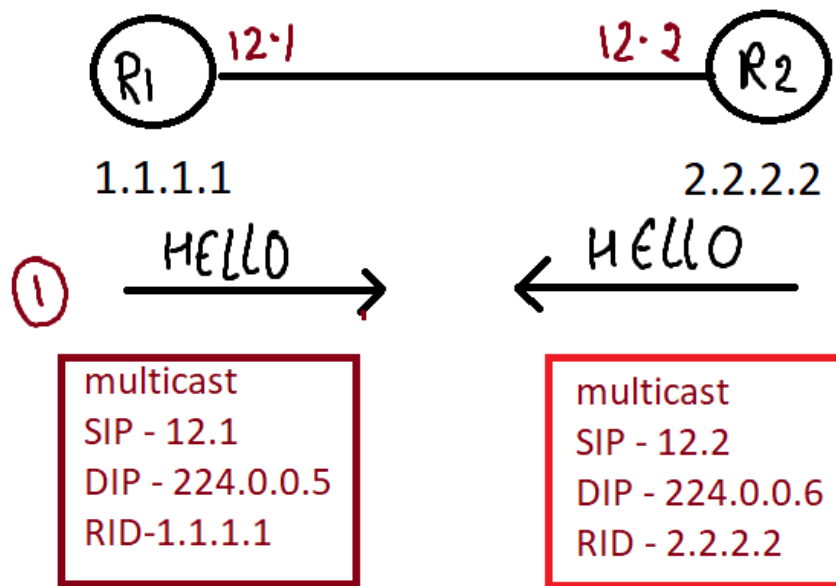 R1 12.1 12.2 R2
1.1.1.1 2.2.2.2
HELLO HELLO
1
multicast
SIP - 12.1
DIP - 224.0.0.5
RID-1.1.1.1
multicast
SIP - 12.2
DIP - 224.0.0.6
RID - 2.2.2.2